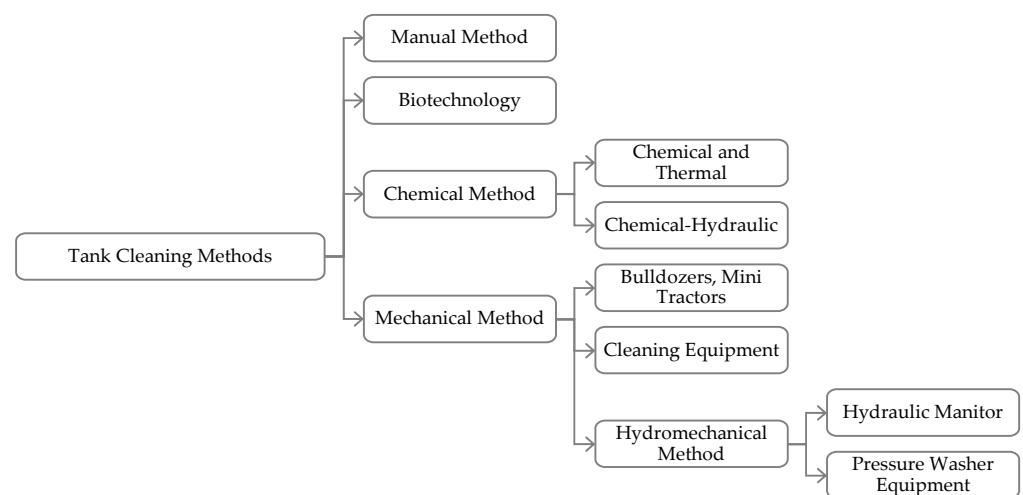 Manual Method
Biotechnology
Chemical and
Thermal
Chemical Method
Chemical-Hydraulic
Tank Cleaning Methods
Bulldozers, Mini
Tractors
Mechanical Method
Cleaning Equipment
Hydraulic Manitor
Hydromechanical
Method
Pressure Washer
Equipment